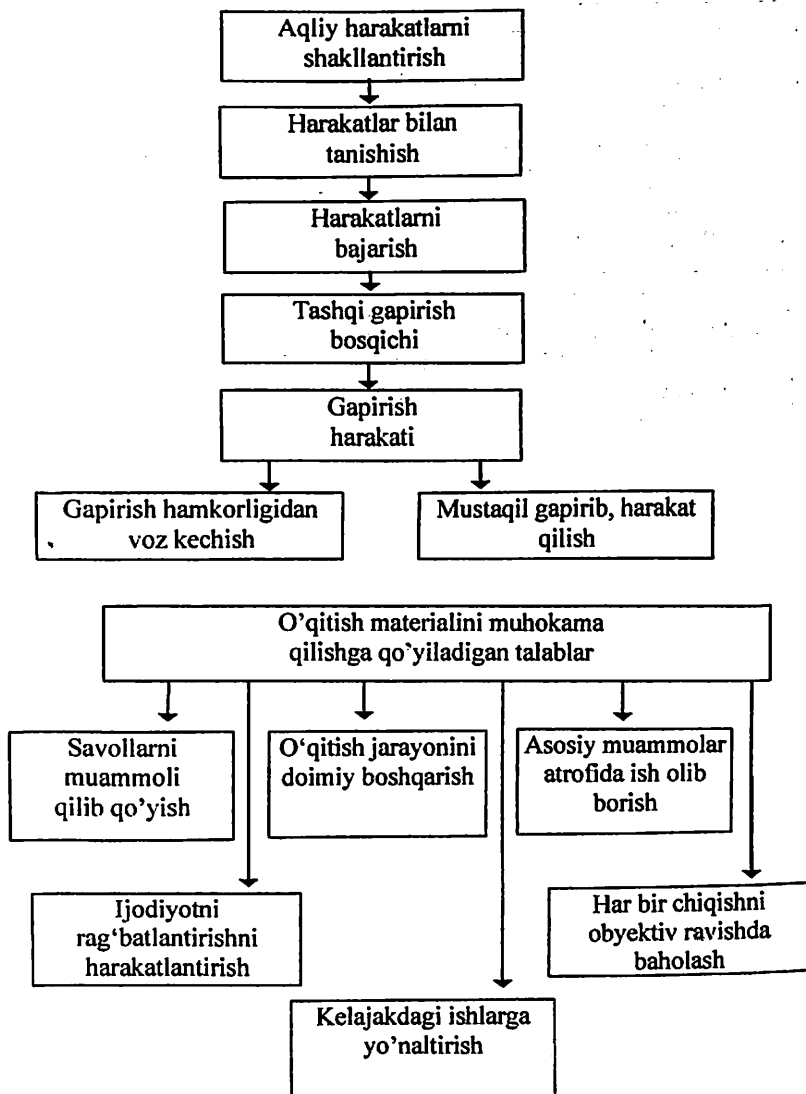 Aqliy harakatlarni
shakllantirish
Harakatlar bilan
tanishish
Harakatlarni
bajarish
Tashqi gapirish
bosqichi
Gapirish
harakati
Gapirish hamkorligidan
voz kechish
Mustaqil gapirib, harakat
qilish
O'qitish materialini muhokama
qilishga qo'yiladigan talablar
Savollarni
muammoli
qilib qo'yish
O‘qitish jarayonini
doimiy boshqarish
Asosiy muammolar
atrofida ish olib
borish
Ijodiyotni
rag‘batlantirishni
harakatlantirish
Har bir chiqishni
obyektiv ravishda
baholash
Kelajakdagi ishlarga
yo'naltirish